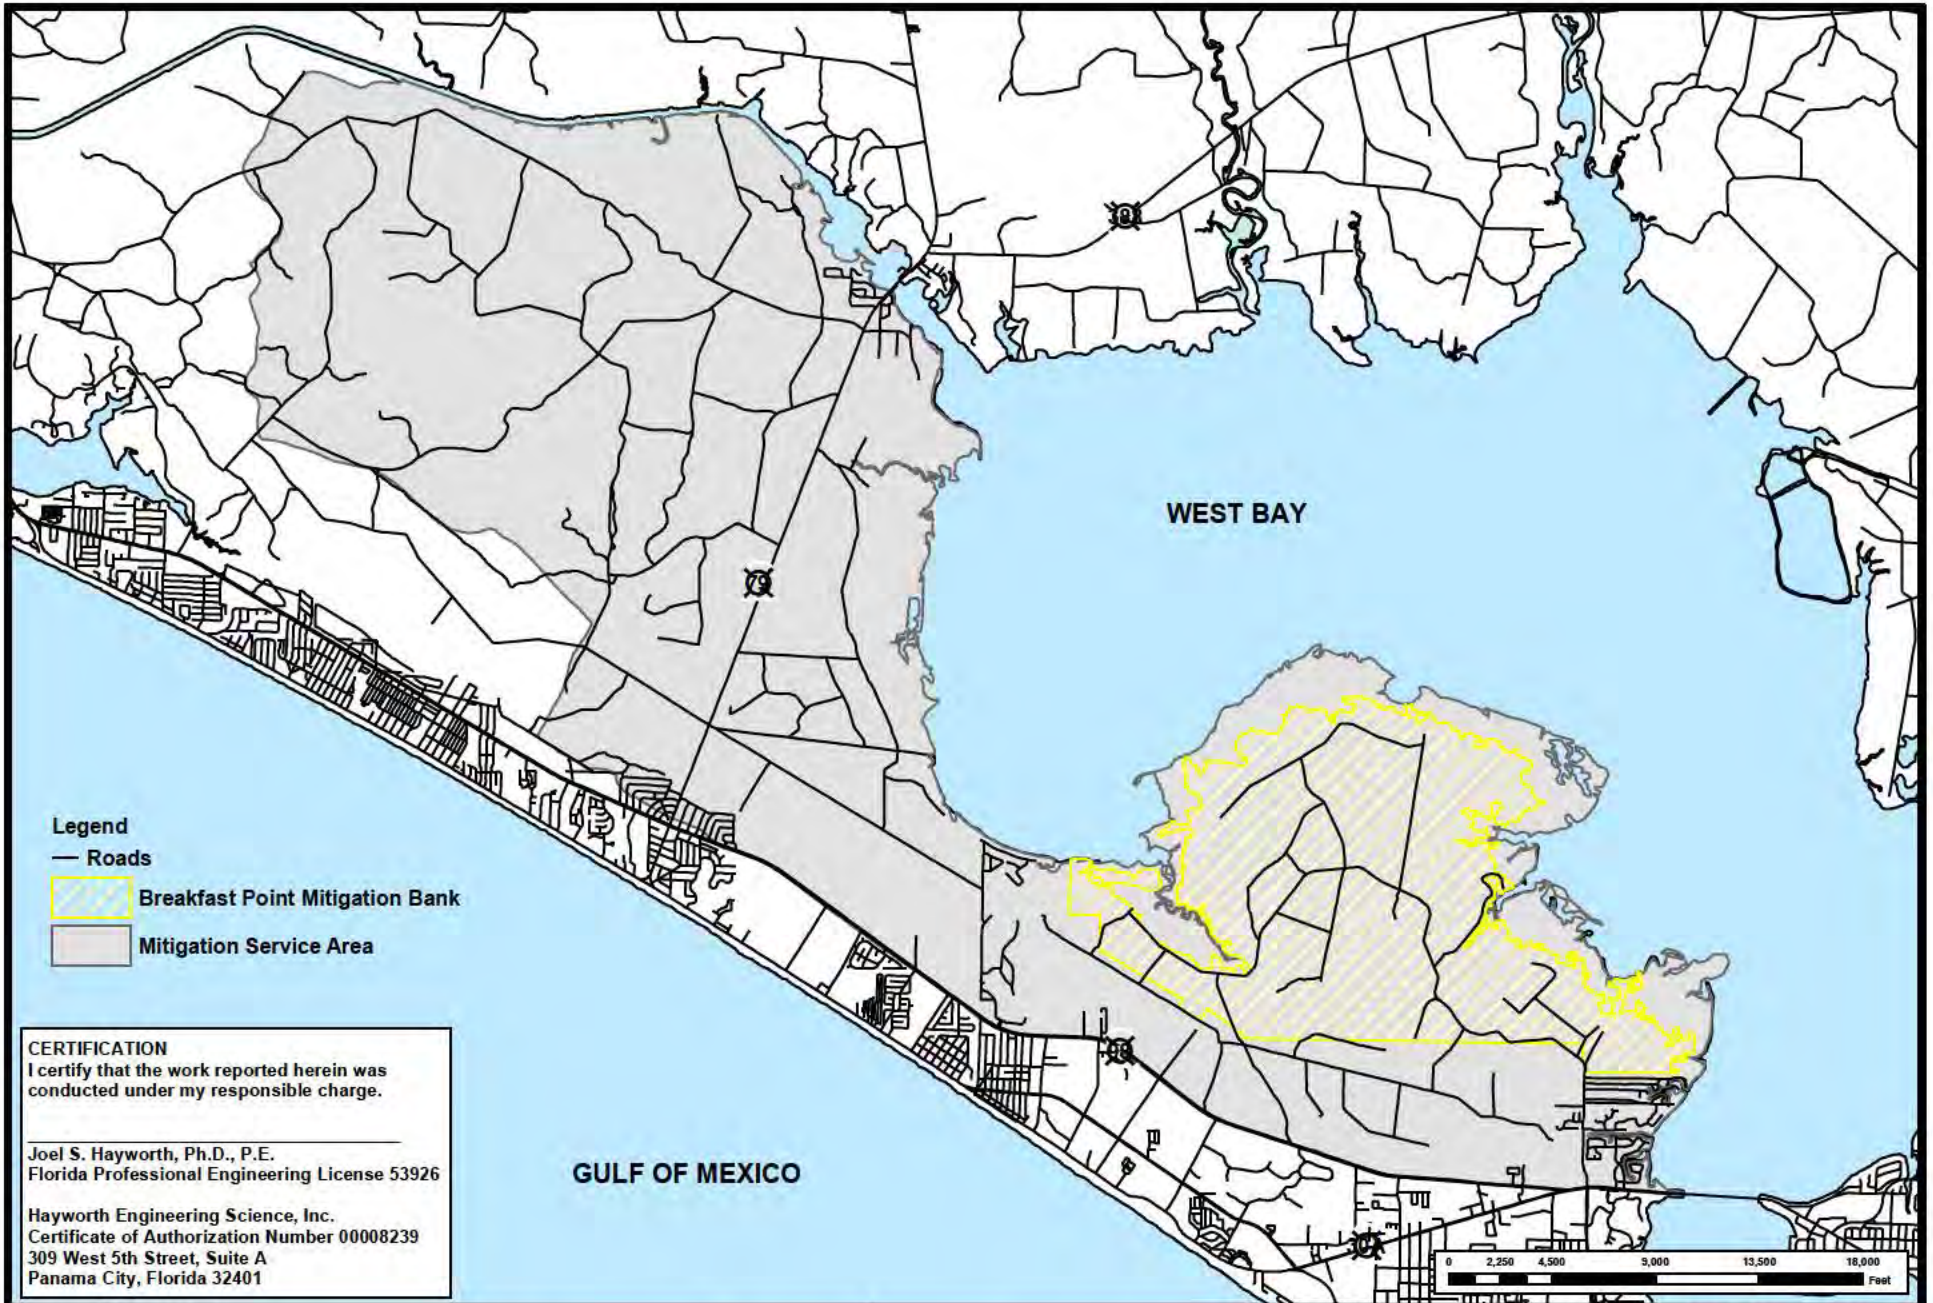 79
WEST BAY
Legend
Roads
Breakfast Point Mitigation Bank
Mitigation Service Area
CERTIFICATION
I certify that the work reported herein was
conducted under my responsible charge.
Joel S. Hayworth, Ph.D., P.E.
Florida Professional Engineering License 53926
Hayworth Engineering Science, Inc.
Certificate of Authorization Number 00008239
309 West 5th Street, Suite A
Panama City, Florida 32401
GULF OF MEXICO
0 2,250 4,500 9,000 13,500 18,000
Feet